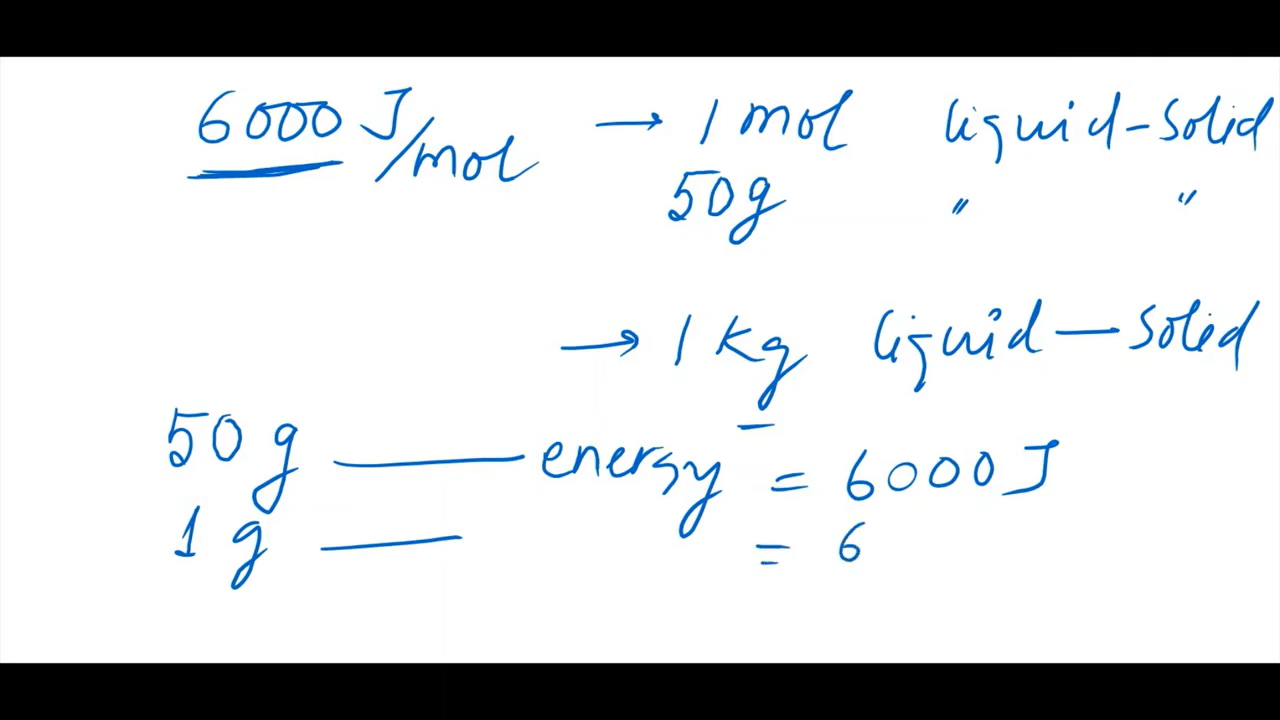 6000 J/mol → 1 mol liquid-solid
50g " "
→ 1 kg liquid — solid
50 g —— energy = 6000 J
1 g —— = 6